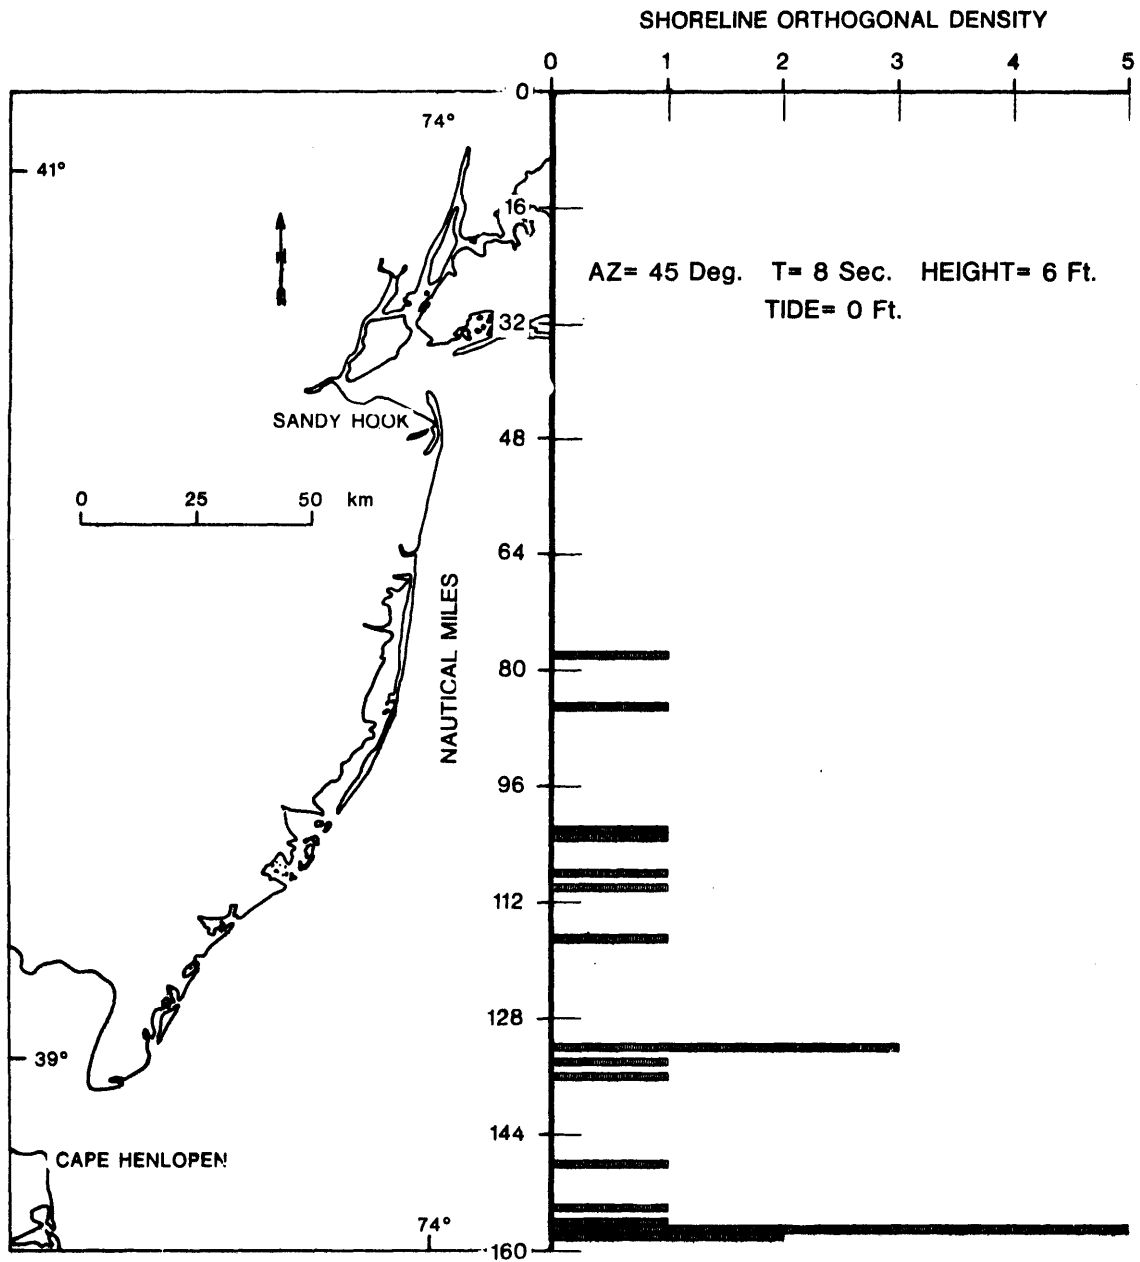 SHORELINE ORTHOGONAL DENSITY
0 1 2 3 4 5
0
74°
41°
16
AZ= 45 Deg. T= 8 Sec. HEIGHT= 6 Ft.
TIDE= 0 Ft.
32
SANDY HOOK
48
0 25 50 km
64
NAUTICAL MILES
80
96
112
128
39°
144
CAPE HENLOPEN
74°
160